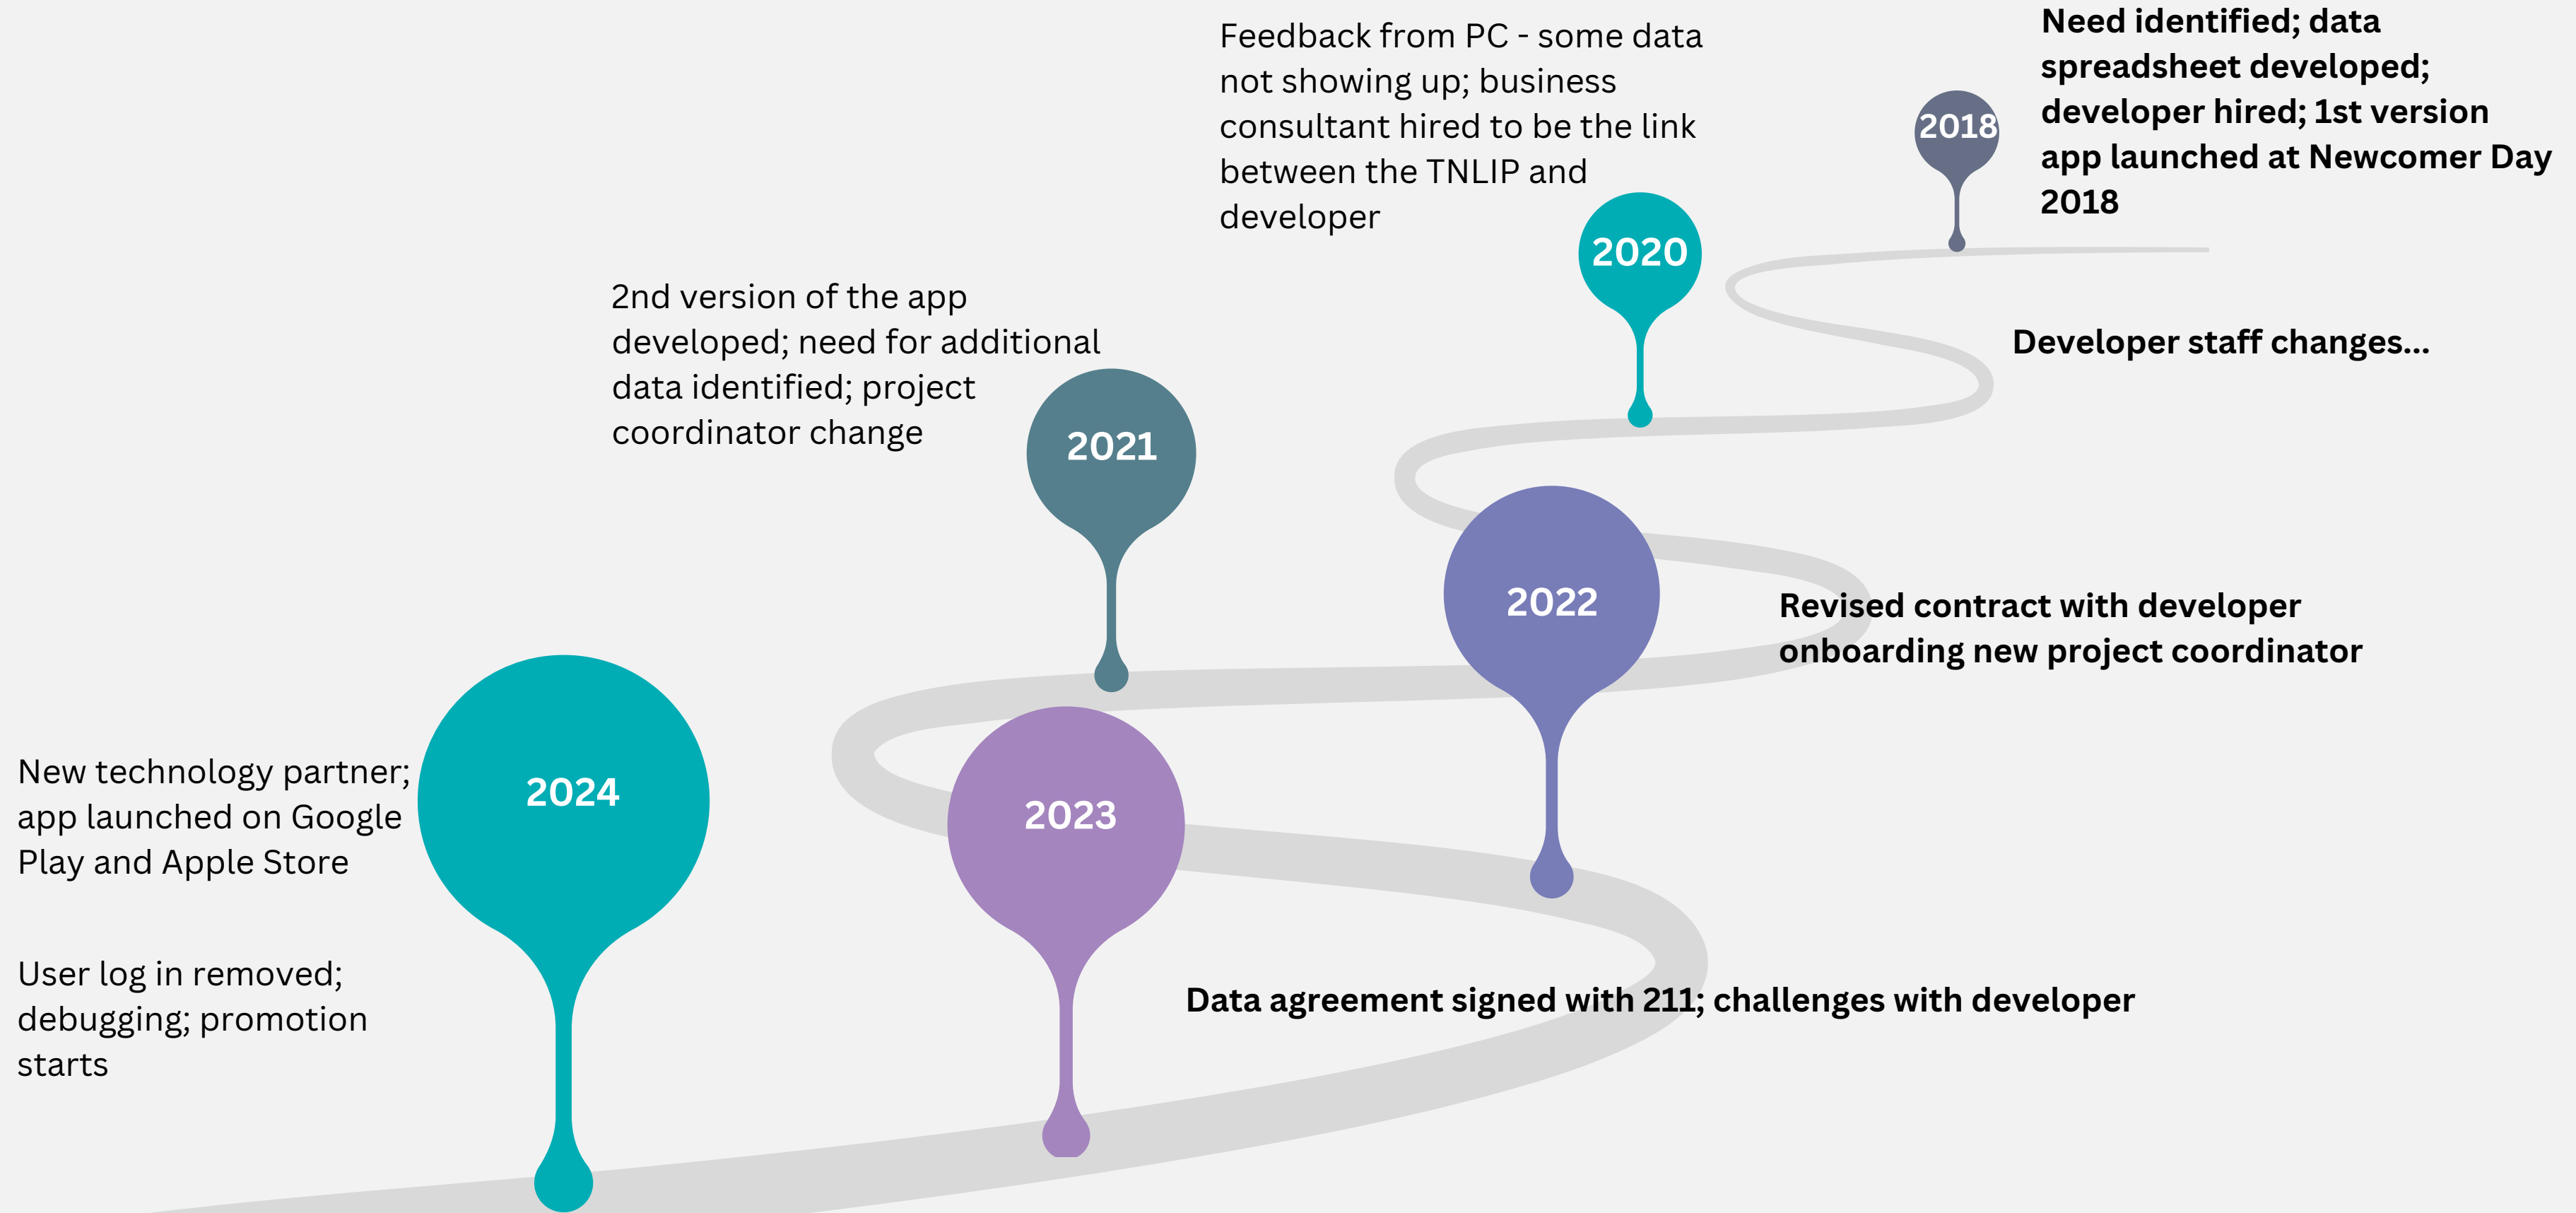 Need identified; data
spreadsheet developed;
developer hired; 1st version
app launched at Newcomer Day
2018
2018
Developer staff changes...
Feedback from PC - some data
not showing up; business
consultant hired to be the link
between the TNLIP and
developer
2020
2nd version of the app
developed; need for additional
data identified; project
coordinator change
2021
2022
Revised contract with developer
onboarding new project coordinator
2023
Data agreement signed with 211; challenges with developer
2024
New technology partner;
app launched on Google
Play and Apple Store
User log in removed;
debugging; promotion
starts